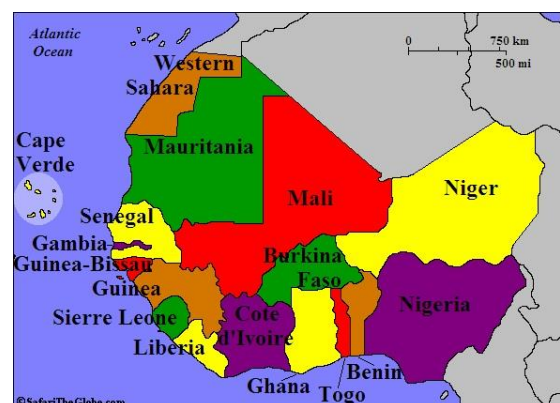 Atlantic
Ocean
0 750 km
500 mi
Western
Sahara
Cape
Verde
Mauritania
Mali
Niger
Senegal
Gambia
Guinea-Bissau
Guinea
Burkina
Faso
Nigeria
Sierre Leone
Cote
d'Ivoire
Liberia
Ghana
Togo
Benin
©SafariTheGlobe.com